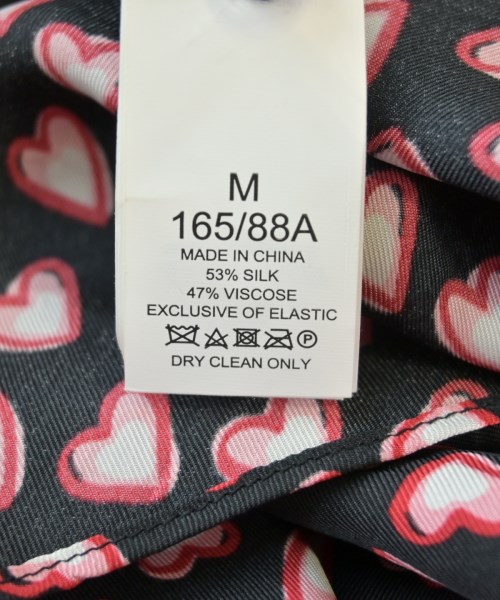 M
165/88A
MADE IN CHINA
53% SILK
47% VISCOSE
EXCLUSIVE OF ELASTIC
P
DRY CLEAN ONLY